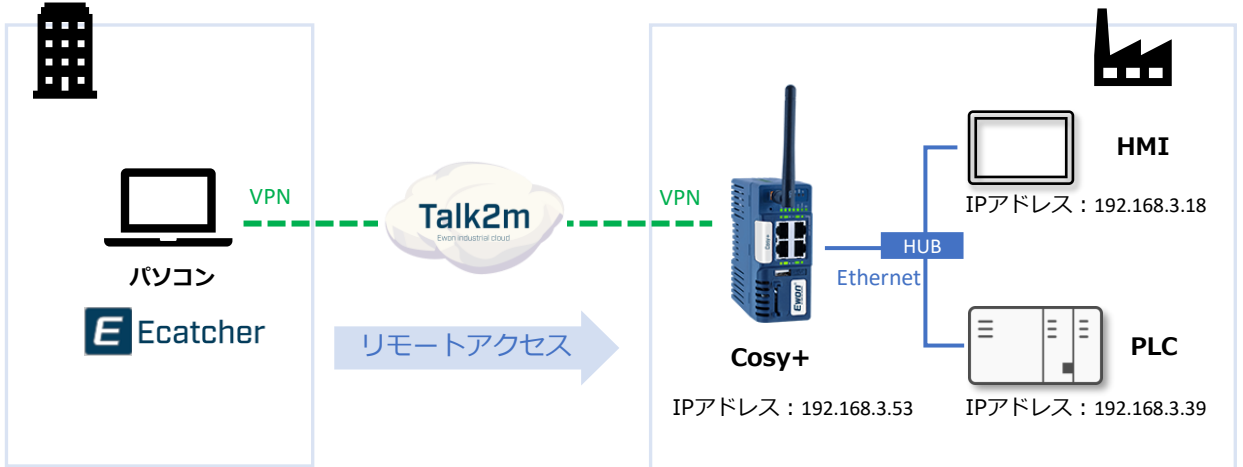 VPN
Talk2m
Ewon industrial cloud
VPN
パソコン
E Ecatcher
リモートアクセス
Cosy+
Ewon
Cosy+
IPアドレス：192.168.3.53
HUB
Ethernet
HMI
IPアドレス：192.168.3.18
PLC
IPアドレス：192.168.3.39